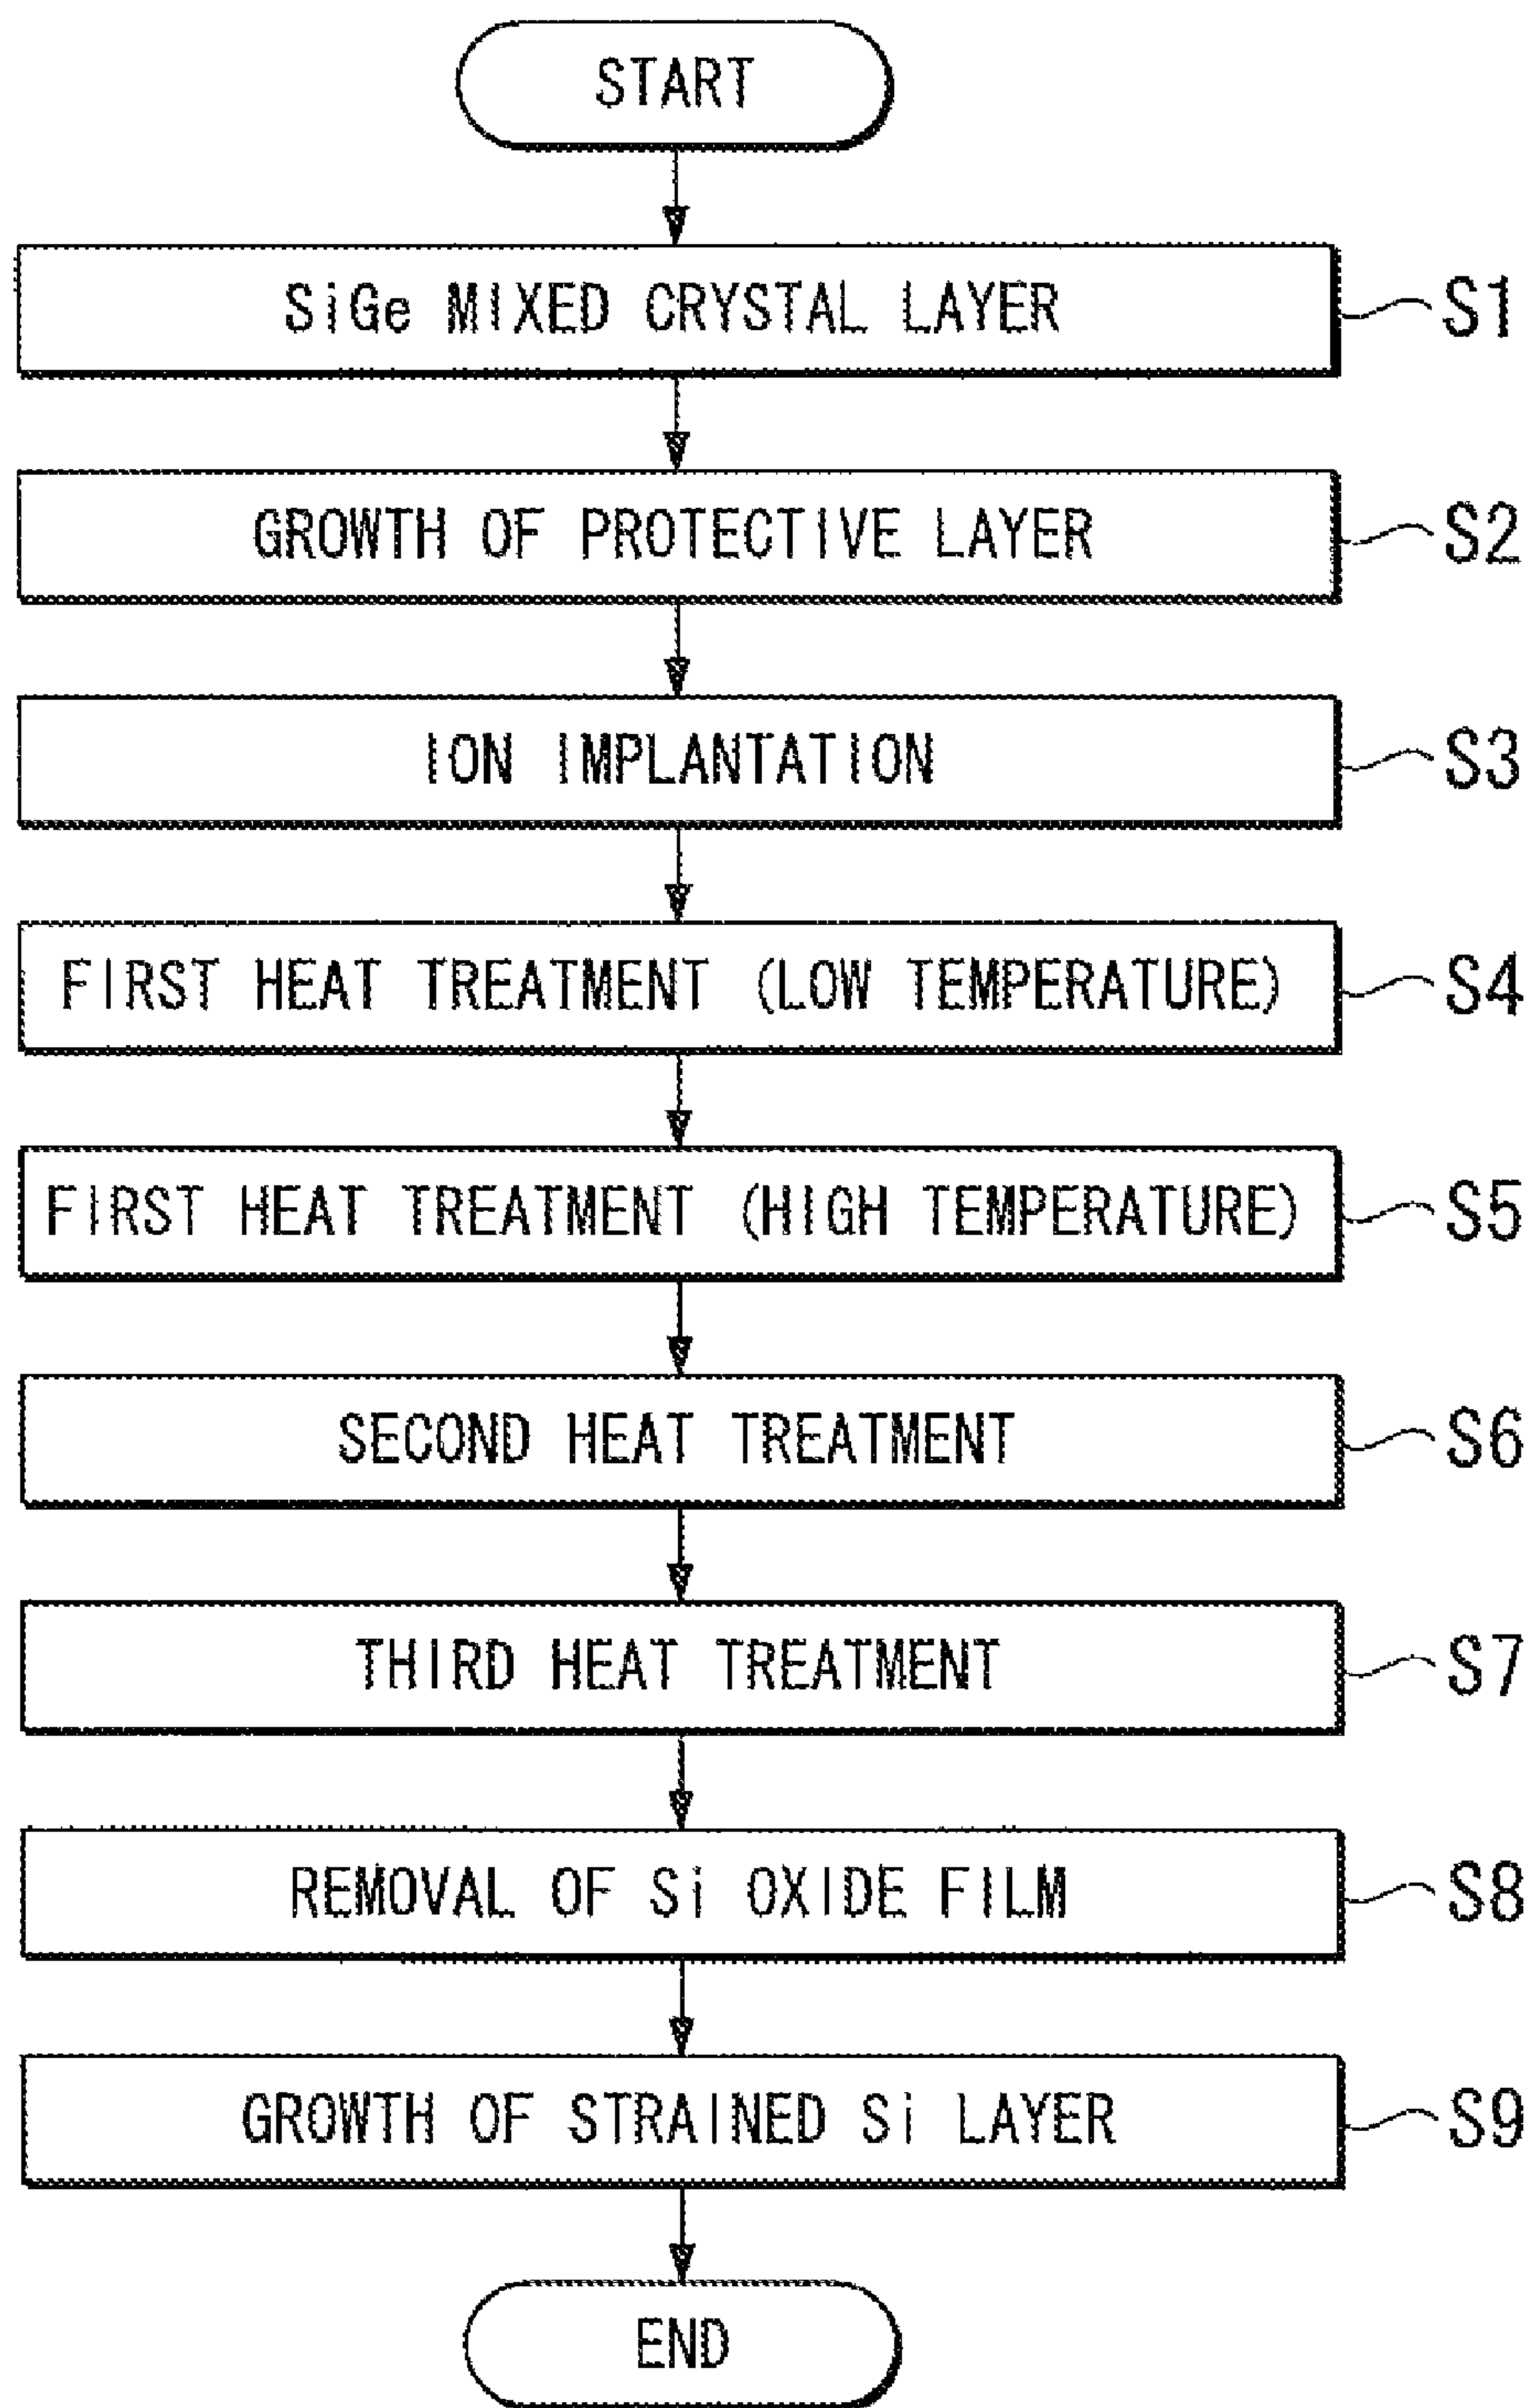 START
SiGe MIXED CRYSTAL LAYER
S1
GROWTH OF PROTECTIVE LAYER
S2
ION IMPLANTATION
S3
FIRST HEAT TREATMENT (LOW TEMPERATURE)
S4
FIRST HEAT TREATMENT (HIGH TEMPERATURE)
S5
SECOND HEAT TREATMENT
S6
THIRD HEAT TREATMENT
S7
REMOVAL OF Si OXIDE FILM
S8
GROWTH OF STRAINED Si LAYER
S9
END